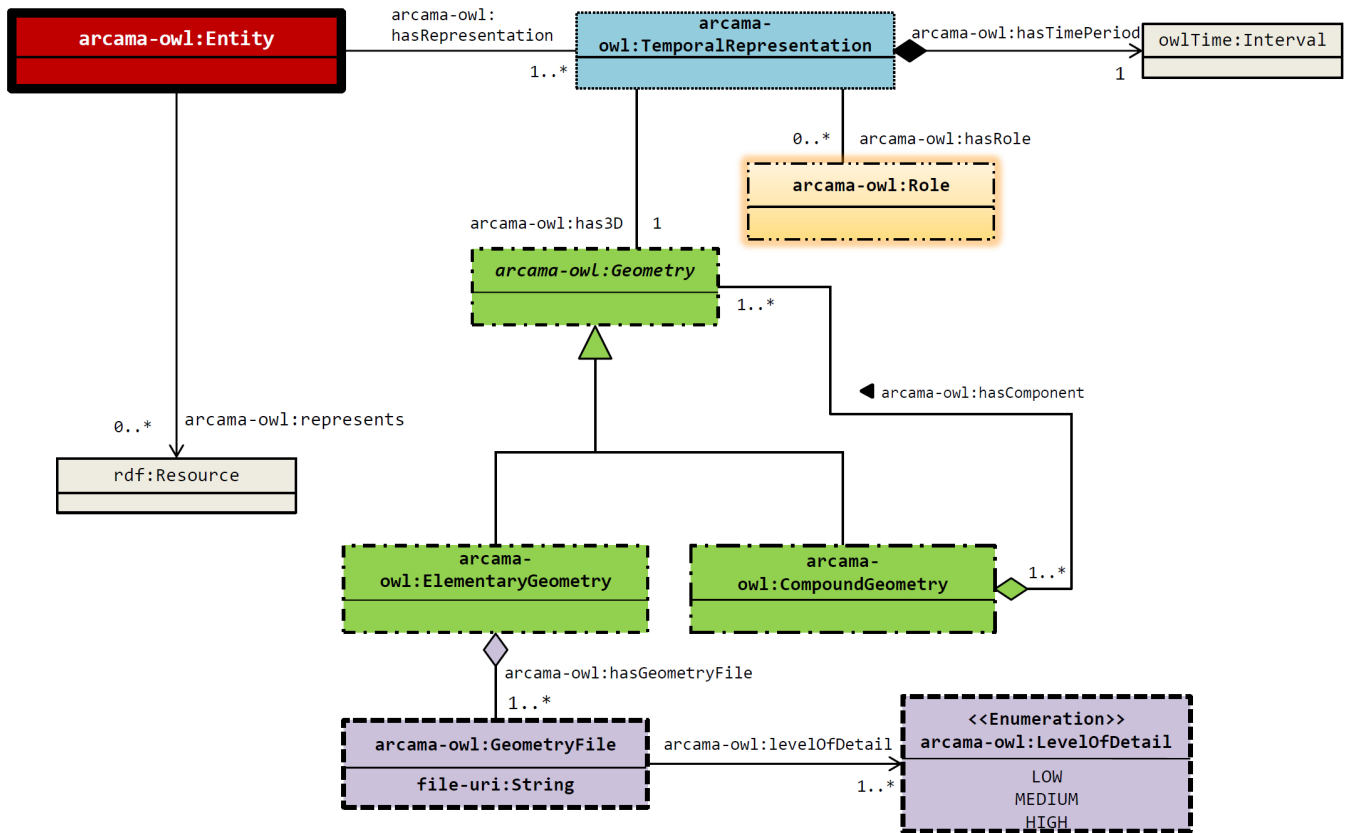 arcama-owl:
hasRepresentation
arcama-owl:Entity
1..*
arcama-
owl:TemporalRepresentation
arcama-owl:hasTimePeriod
1
owlTime:Interval
0..*
arcama-owl:hasRole
arcama-owl:Role
arcama-owl:has3D
1
arcama-owl:Geometry
1..*
arcama-owl:hasComponent
0..*
arcama-owl:represents
rdf:Resource
arcama-
owl:ElementaryGeometry
arcama-
owl:CompoundGeometry
1..*
arcama-owl:hasGeometryFile
1..*
arcama-owl:GeometryFile
file-uri:String
arcama-owl:levelOfDetail
1..*
<<Enumeration>>
arcama-owl:LevelOfDetail
LOW
MEDIUM
HIGH